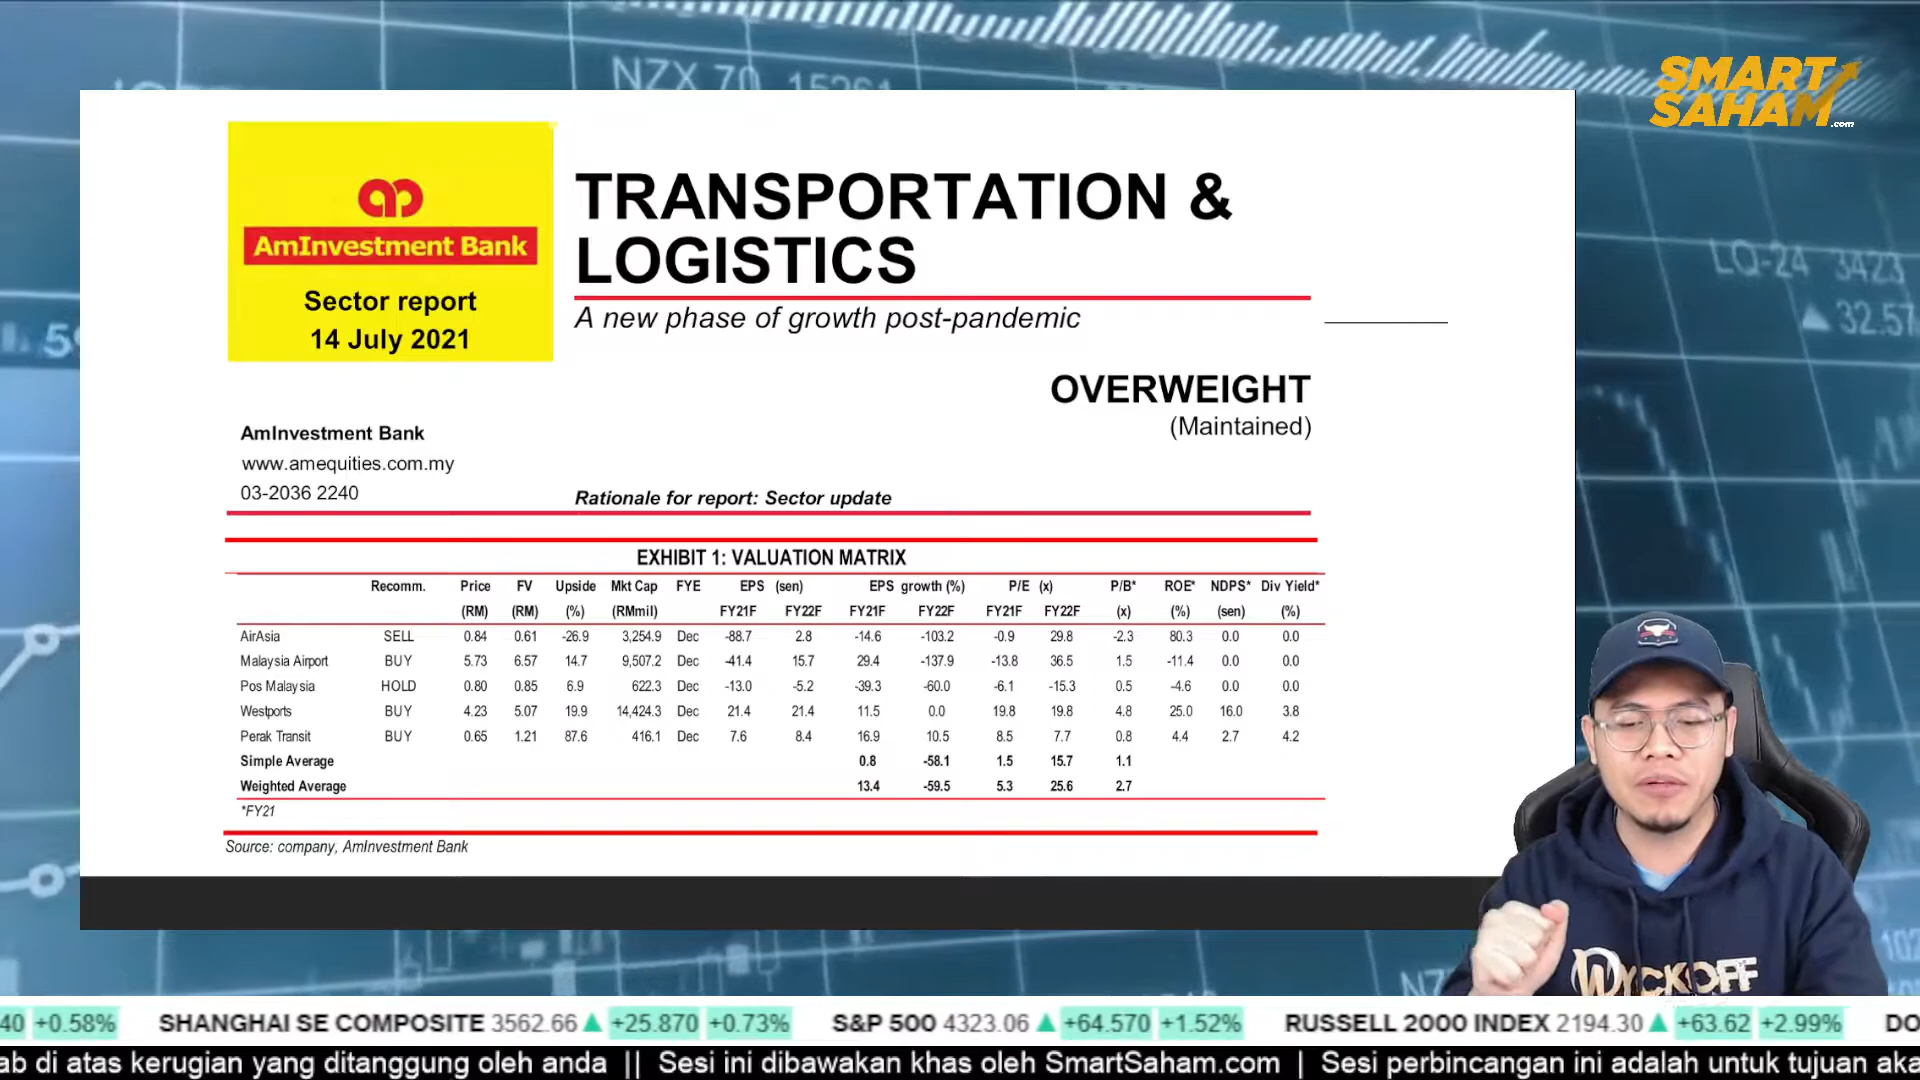 NZX 70 15261
SMART
SAHAM
.com
AmInvestment Bank
Sector report
14 July 2021
TRANSPORTATION &
LOGISTICS
A new phase of growth post-pandemic
LQ-24 3423
▲ 32.57
OVERWEIGHT
(Maintained)
AmInvestment Bank
www.amequities.com.my
03-2036 2240
Rationale for report: Sector update
EXHIBIT 1: VALUATION MATRIX
Recomm. Price FV Upside Mkt Cap FYE EPS (sen) EPS growth (%) P/E (x) P/B* ROE* NDPS* Div Yield*
(RM) (RM) (%) (RMmil) FY21F FY22F FY21F FY22F FY21F FY22F (x) (%) (sen) (%)
AirAsia SELL 0.84 0.61 -26.9 3,254.9 Dec -88.7 2.8 -14.6 -103.2 -0.9 29.8 -2.3 80.3 0.0 0.0
Malaysia Airport BUY 5.73 6.57 14.7 9,507.2 Dec -41.4 15.7 29.4 -137.9 -13.8 36.5 1.5 -11.4 0.0 0.0
Pos Malaysia HOLD 0.80 0.85 6.9 622.3 Dec -13.0 -5.2 -39.3 -60.0 -6.1 -15.3 0.5 -4.6 0.0 0.0
Westports BUY 4.23 5.07 19.9 14,424.3 Dec 21.4 21.4 11.5 0.0 19.8 19.8 4.8 25.0 16.0 3.8
Perak Transit BUY 0.65 1.21 87.6 416.1 Dec 7.6 8.4 16.9 10.5 8.5 7.7 0.8 4.4 2.7 4.2
Simple Average 0.8 -58.1 1.5 15.7 1.1
Weighted Average 13.4 -59.5 5.3 25.6 2.7
*FY21
Source: company, AmInvestment Bank
WYCKOFF
40 +0.58% SHANGHAI SE COMPOSITE 3562.66 ▲ +25.870 +0.73% S&P 500 4323.06 ▲ +64.570 +1.52% RUSSELL 2000 INDEX 2194.30 ▲ +63.62 +2.99% DO
ab di atas kerugian yang ditanggung oleh anda || Sesi ini dibawakan khas oleh SmartSaham.com | Sesi perbincangan ini adalah untuk tujuan aka